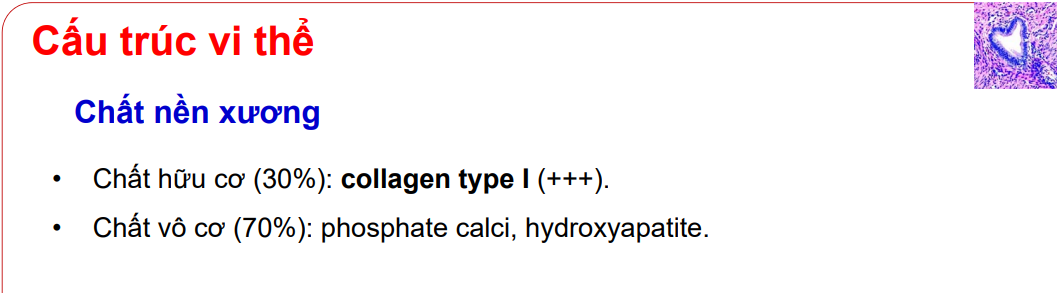 Cấu trúc vi thể
Chất nền xương
• Chất hữu cơ (30%): collagen type I (+++).
• Chất vô cơ (70%): phosphate calci, hydroxyapatite.